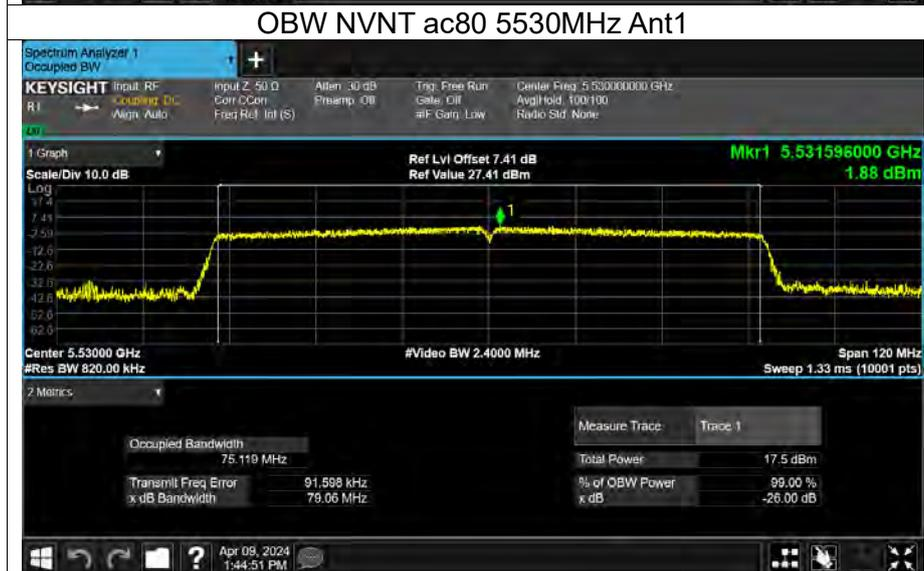 OBW NVNT ac80 5530MHz Ant1
Spectrum Analyzer 1
Occupied BW
KEYSIGHT Input: RF
Coupling: DC
Align: Auto
Input Z: 50 Ω
Corr CCorr
Freq Ref: Int (S)
Atten: 30 dB
Preamp: Off
Trig: Free Run
Gate: Off
#IF Gain: Low
Center Freq: 5.530000000 GHz
Avg|Hold: 100/100
Radio Std: None
1 Graph
Scale/Div 10.0 dB
Ref Lvl Offset 7.41 dB
Ref Value 27.41 dBm
Mkr1 5.531596000 GHz
1.88 dBm
Log
17.4
7.41
-2.59
-12.6
-22.6
-32.6
-42.6
-52.6
-62.6
1
Center 5.53000 GHz
#Video BW 2.4000 MHz
Span 120 MHz
#Res BW 820.00 kHz
Sweep 1.33 ms (10001 pts)
2 Metrics
Measure Trace Trace 1
Occupied Bandwidth
75.119 MHz
Total Power 17.5 dBm
Transmit Freq Error 91.598 kHz
% of OBW Power 99.00 %
x dB Bandwidth 79.06 MHz
x dB -26.00 dB
Apr 09, 2024
1:44:51 PM